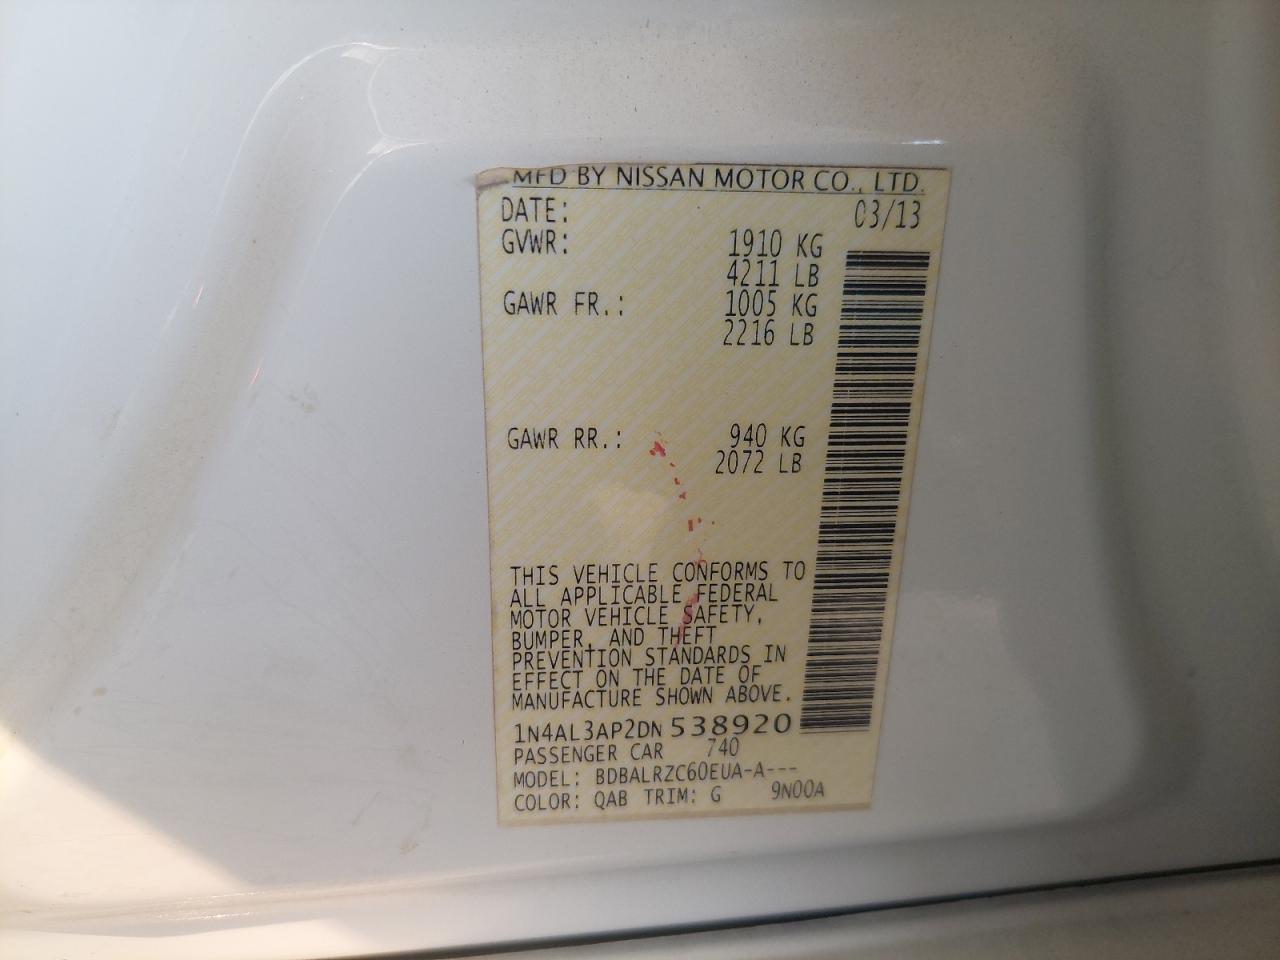 MFD BY NISSAN MOTOR CO., LTD.
DATE: 03/13
GVWR: 1910 KG
4211 LB
GAWR FR.: 1005 KG
2216 LB
GAWR RR.: 940 KG
2072 LB
THIS VEHICLE CONFORMS TO
ALL APPLICABLE FEDERAL
MOTOR VEHICLE SAFETY,
BUMPER, AND THEFT
PREVENTION STANDARDS IN
EFFECT ON THE DATE OF
MANUFACTURE SHOWN ABOVE.
1N4AL3AP2DN538920
PASSENGER CAR 740
MODEL: BDBALRZC60EUA-A---
COLOR: QAB TRIM: G 9N00A